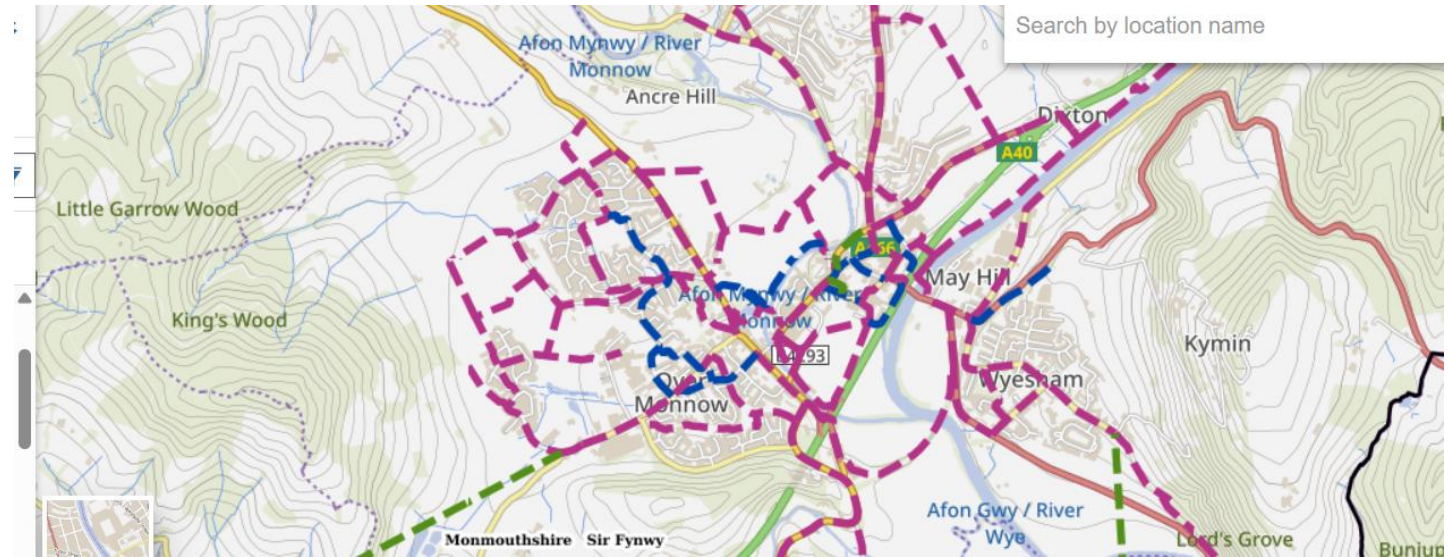 Search by location name
Afon Mynwy / River
Monnow
Ancre Hill
Dixton
A40
Little Garrow Wood
May Hill
Afon Mynwy / River
Monnow
King's Wood
Kymin
Over
Monnow
Wyesham
Afon Gwy / River
Wye
Monmouthshire Sir Fynwy
Lord's Grove